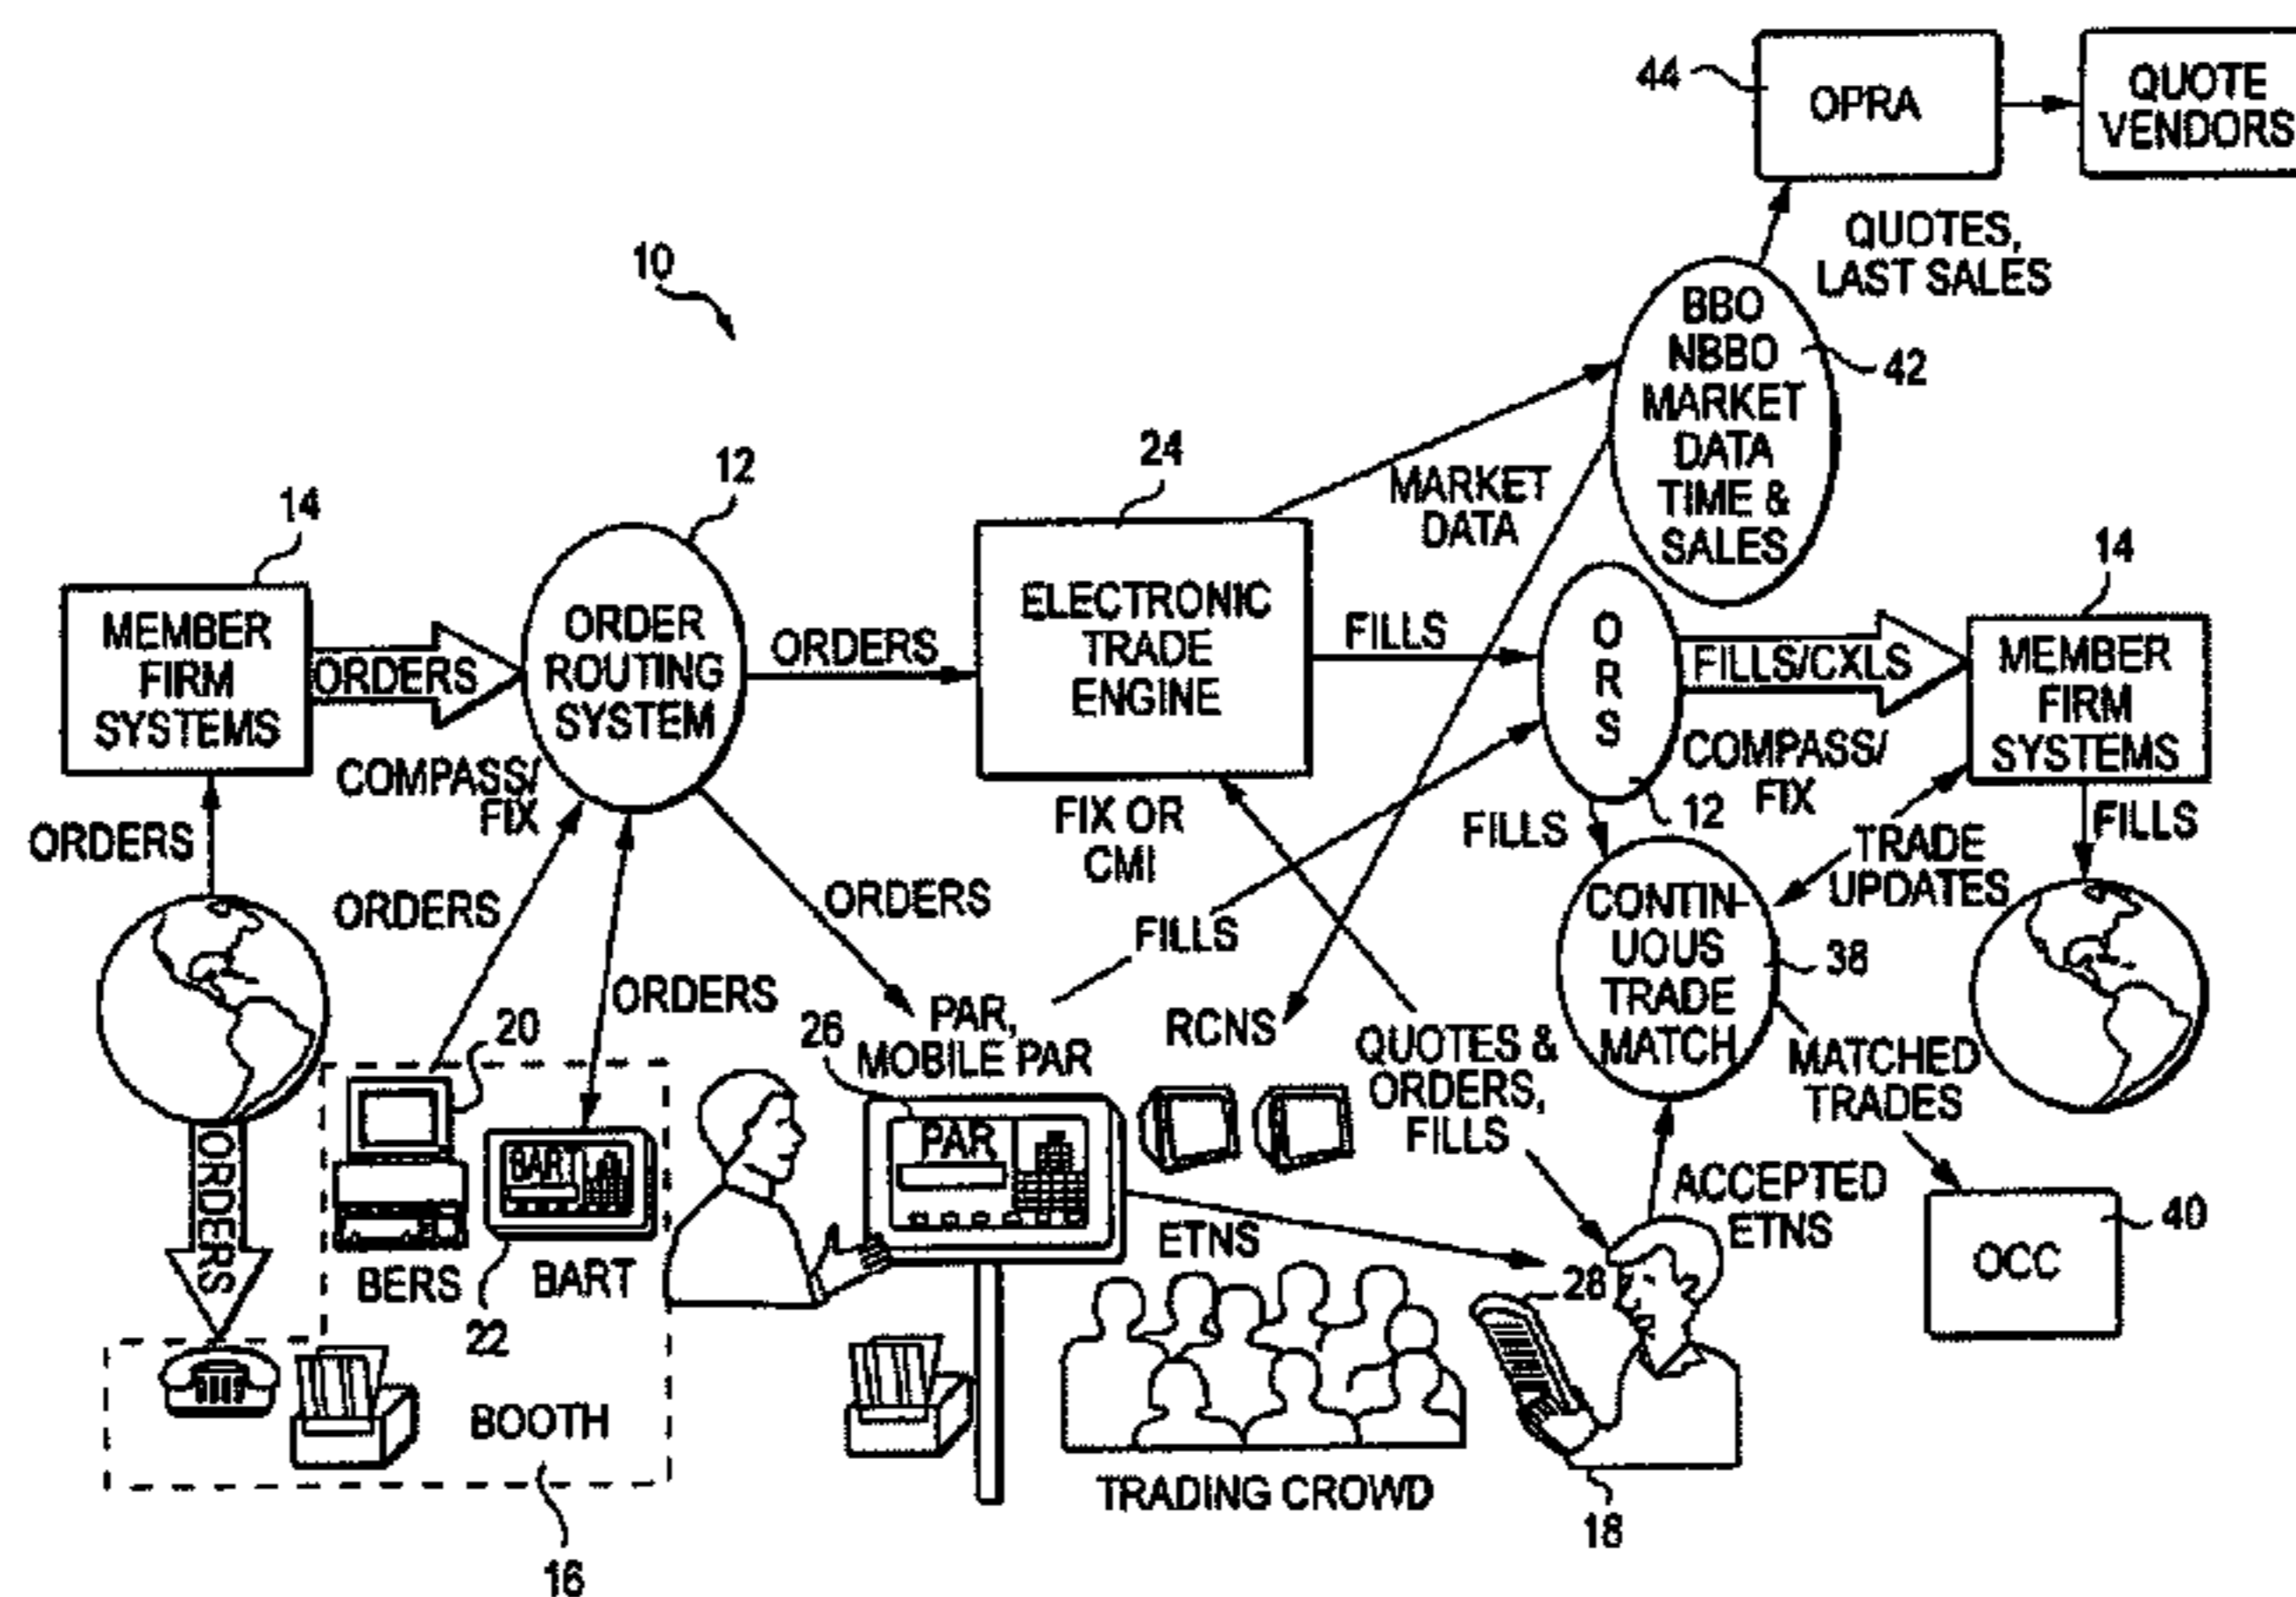 44
OPRA
QUOTE
VENDORS
QUOTES,
LAST SALES
10
BBO
NBBO
MARKET
DATA
TIME &
SALES
42
MARKET
DATA
14
MEMBER
FIRM
SYSTEMS
ORDERS
COMPASS/
FIX
12
ORDER
ROUTING
SYSTEM
ORDERS
24
ELECTRONIC
TRADE
ENGINE
FIX OR
CMI
FILLS
O
R
S
12
FILLS/CXLS
COMPASS/
FIX
14
MEMBER
FIRM
SYSTEMS
FILLS
ORDERS
ORDERS
ORDERS
ORDERS
FILLS
FILLS
TRADE
UPDATES
CONTIN-
UOUS
TRADE
MATCH
38
MATCHED
TRADES
OCC
40
ORDERS
20
BERS
BART
22
BART
BOOTH
16
26
PAR,
MOBILE PAR
PAR
RCNS
QUOTES &
ORDERS,
FILLS
ETNS
ACCEPTED
ETNS
28
TRADING CROWD
18